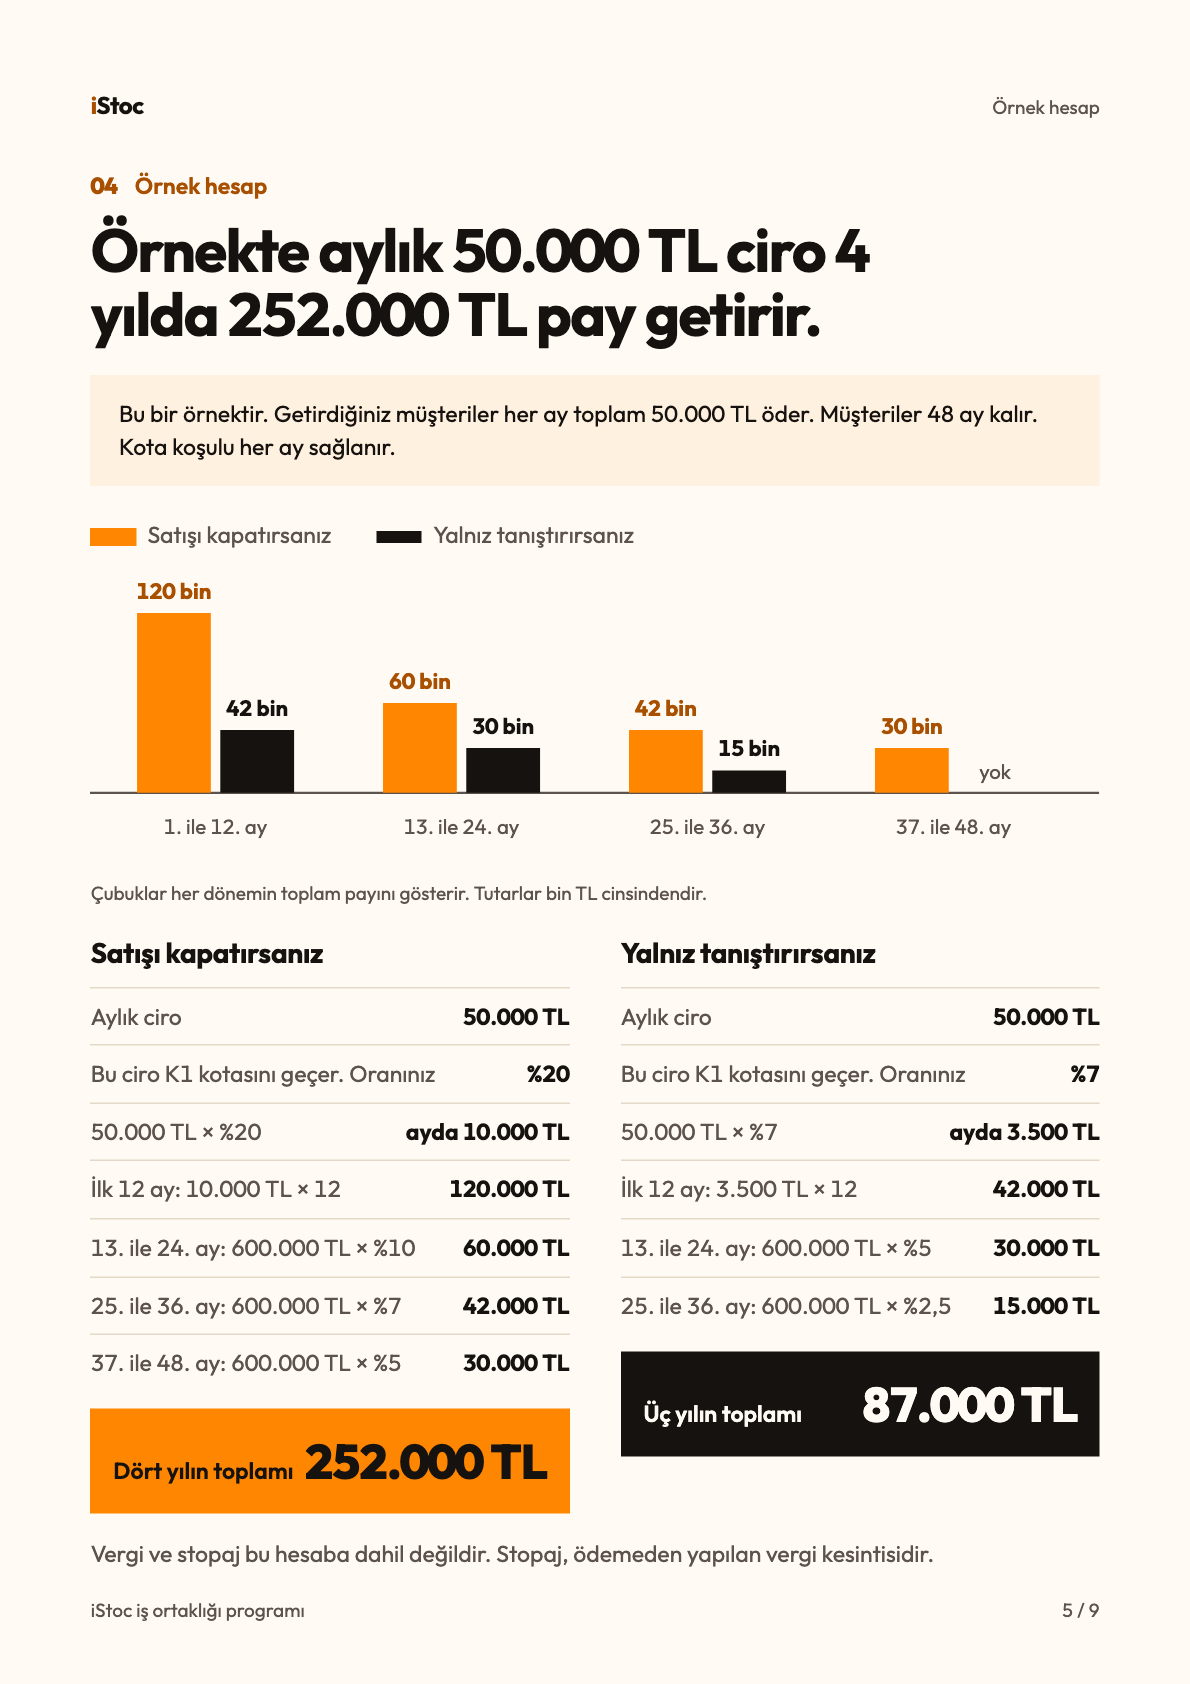 iStoc
Örnek hesap
04 Örnek hesap
Örnekte aylık 50.000 TL ciro 4
yılda 252.000 TL pay getirir.
Bu bir örnektir. Getirdiğiniz müşteriler her ay toplam 50.000 TL öder. Müşteriler 48 ay kalır.
Kota koşulu her ay sağlanır.
Satışı kapatırsanız
Yalnız tanıştırırsanız
120 bin
42 bin
60 bin
30 bin
42 bin
15 bin
30 bin
yok
1. ile 12. ay
13. ile 24. ay
25. ile 36. ay
37. ile 48. ay
Çubuklar her dönemin toplam payını gösterir. Tutarlar bin TL cinsindendir.
Satışı kapatırsanız
Aylık ciro 50.000 TL
Bu ciro K1 kotasını geçer. Oranınız %20
50.000 TL × %20 ayda 10.000 TL
İlk 12 ay: 10.000 TL × 12 120.000 TL
13. ile 24. ay: 600.000 TL × %10 60.000 TL
25. ile 36. ay: 600.000 TL × %7 42.000 TL
37. ile 48. ay: 600.000 TL × %5 30.000 TL
Dört yılın toplamı 252.000 TL
Yalnız tanıştırırsanız
Aylık ciro 50.000 TL
Bu ciro K1 kotasını geçer. Oranınız %7
50.000 TL × %7 ayda 3.500 TL
İlk 12 ay: 3.500 TL × 12 42.000 TL
13. ile 24. ay: 600.000 TL × %5 30.000 TL
25. ile 36. ay: 600.000 TL × %2,5 15.000 TL
Üç yılın toplamı 87.000 TL
Vergi ve stopaj bu hesaba dahil değildir. Stopaj, ödemeden yapılan vergi kesintisidir.
iStoc iş ortaklığı programı
5 / 9